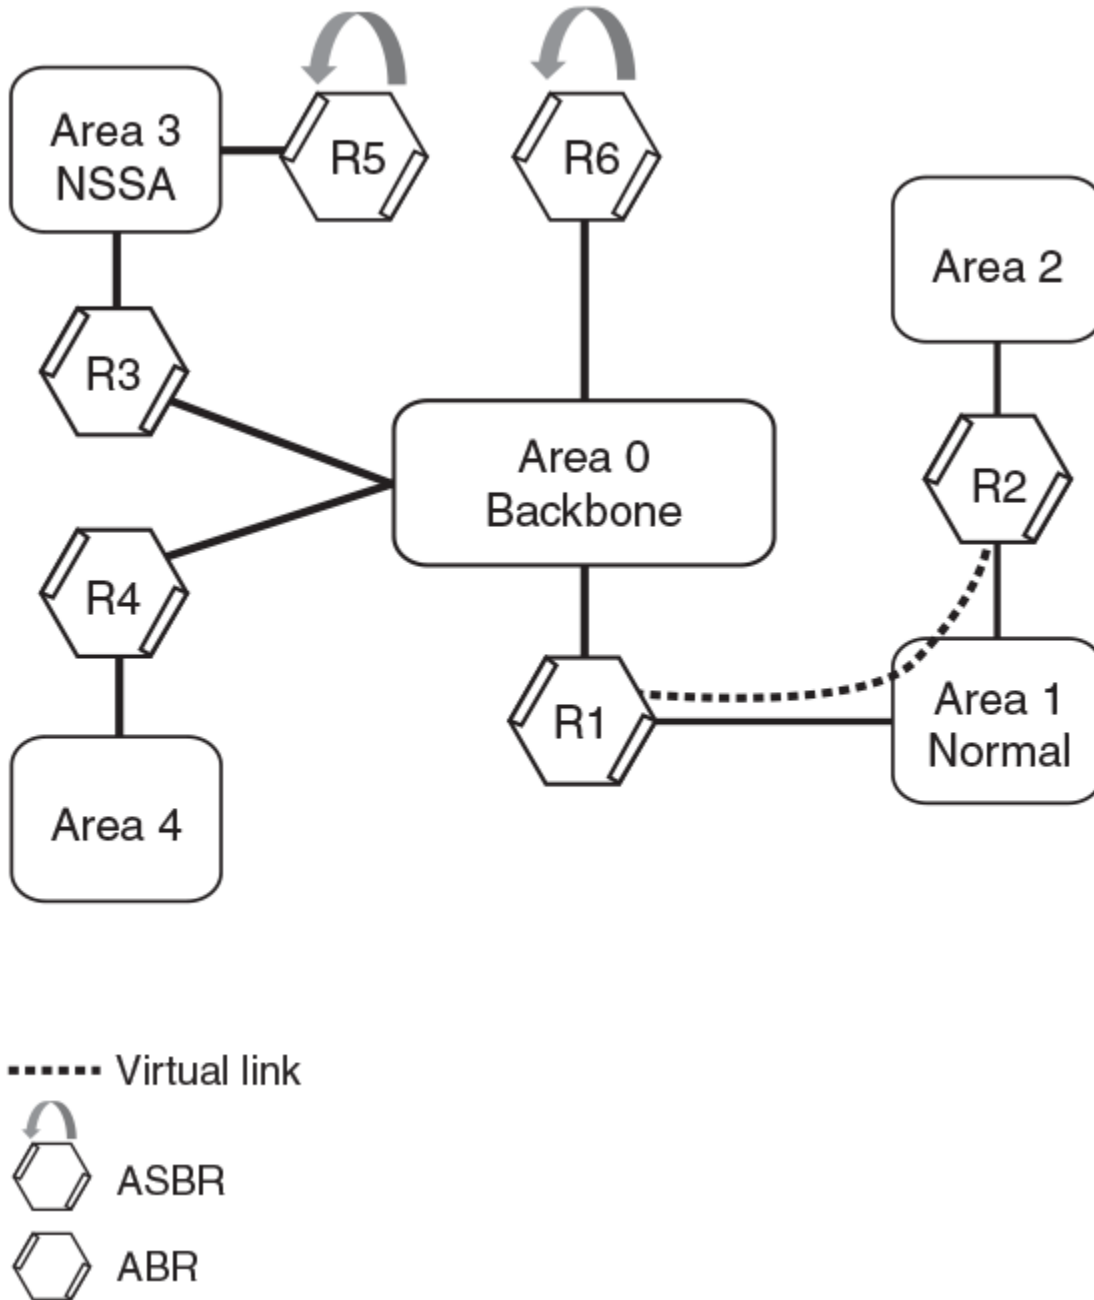 Area 3
NSSA
R5
R6
Area 2
R3
Area 0
Backbone
R2
R4
R1
Area 1
Normal
Area 4
Virtual link
ASBR
ABR